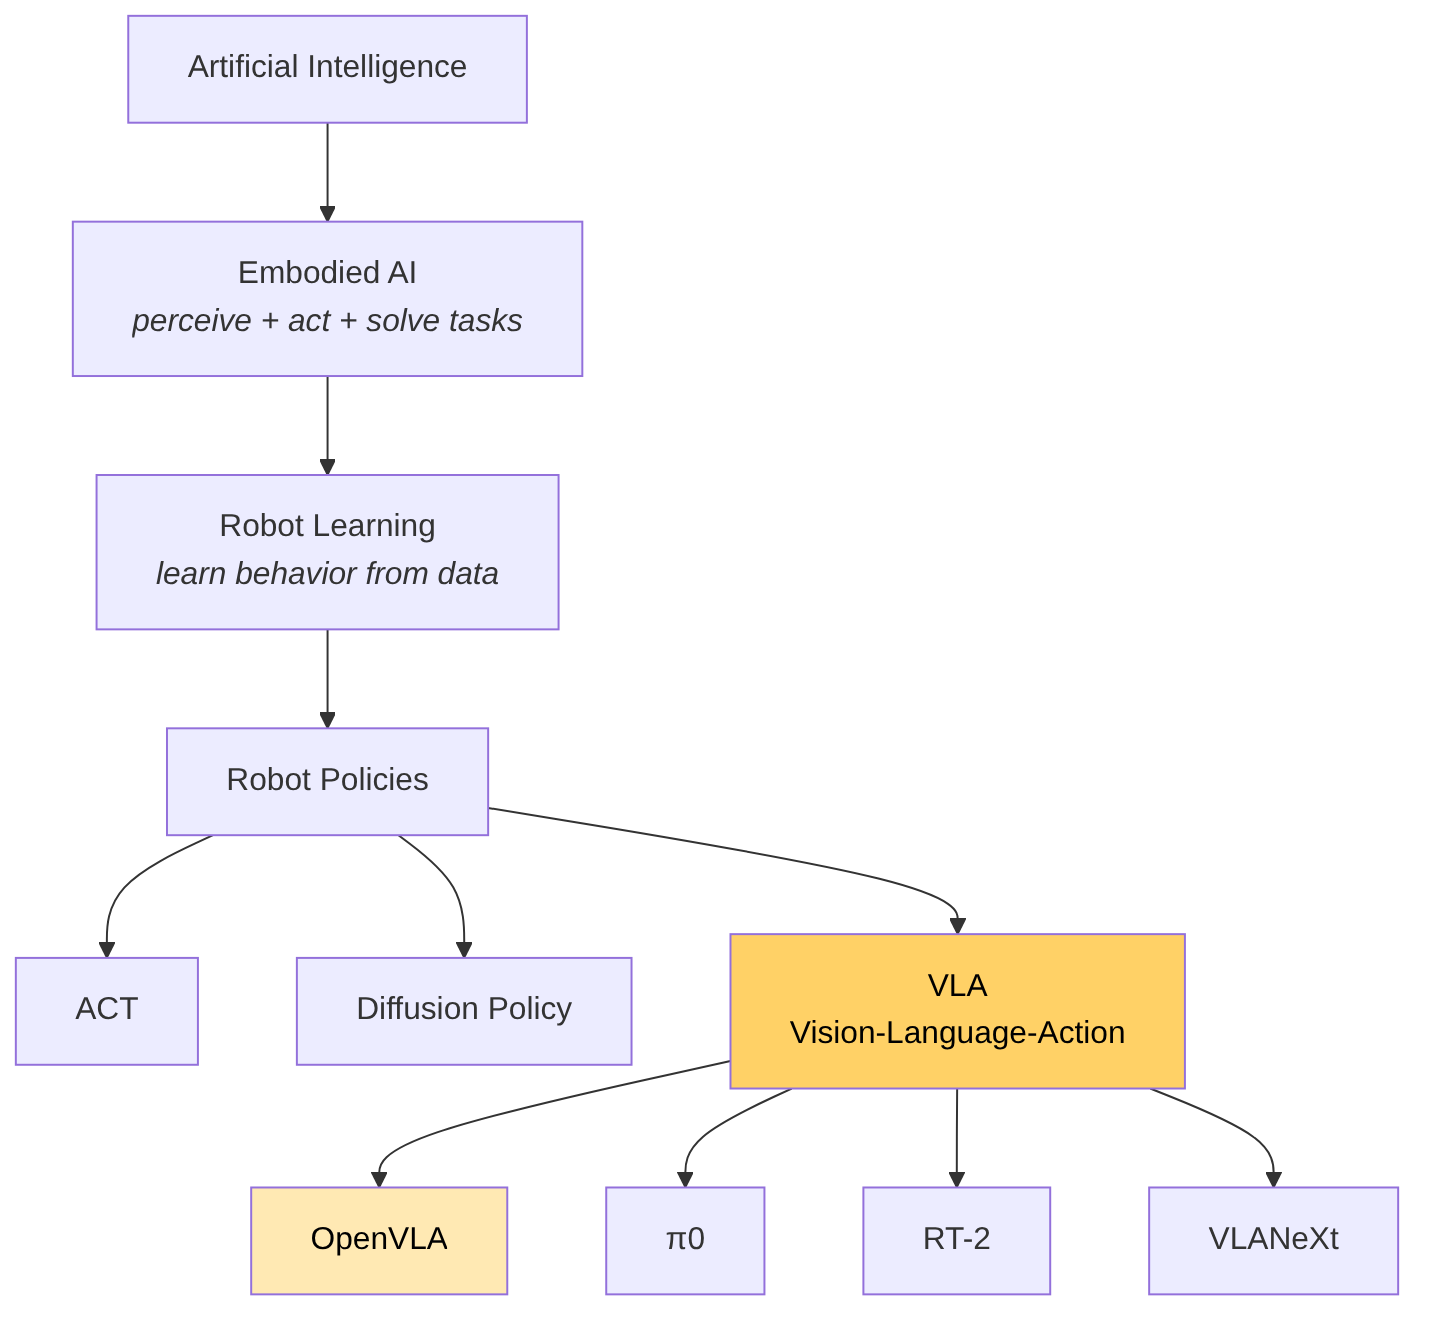 Artificial Intelligence
Embodied AI
perceive + act + solve tasks
Robot Learning
learn behavior from data
Robot Policies
ACT
Diffusion Policy
VLA
Vision-Language-Action
OpenVLA
π0
RT-2
VLANeXt